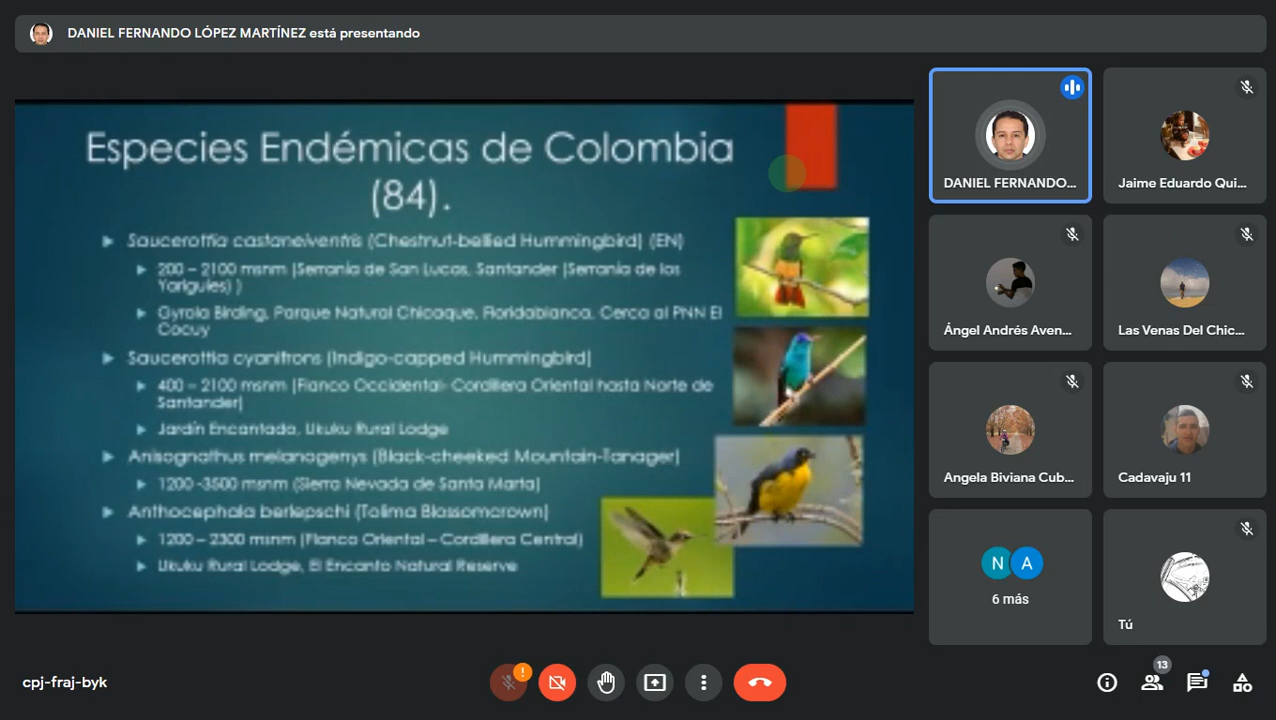 DANIEL FERNANDO LÓPEZ MARTÍNEZ está presentando
Especies Endémicas de Colombia
(84).
Saucerottia castaneiventris (Chestnut-bellied Hummingbird) (EN)
200 – 2100 msnm (Serranía de San Lucas, Santander (Serranía de los
Yariguíes) )
Gyrola Birding, Parque Natural Chicaque, Floridablanca, Cerca al PNN El
Cocuy
Saucerottia cyanifrons (Indigo-capped Hummingbird)
400 – 2100 msnm (Flanco Occidental- Cordillera Oriental hasta Norte de
Santander)
Jardín Encantado, Ukuku Rural Lodge
Anisognathus melanogenys (Black-cheeked Mountain-Tanager)
1200 -3500 msnm (Sierra Nevada de Santa Marta)
Anthocephala berlepschi (Tolima Blossomcrown)
1200 – 2300 msnm (Flanco Oriental – Cordillera Central)
Ukuku Rural Lodge, El Encanto Natural Reserve
DANIEL FERNANDO...
Jaime Eduardo Qui...
Ángel Andrés Aven...
Las Venas Del Chic...
Angela Biviana Cub...
Cadavaju 11
N A
6 más
Tú
cpj-fraj-byk
!
13